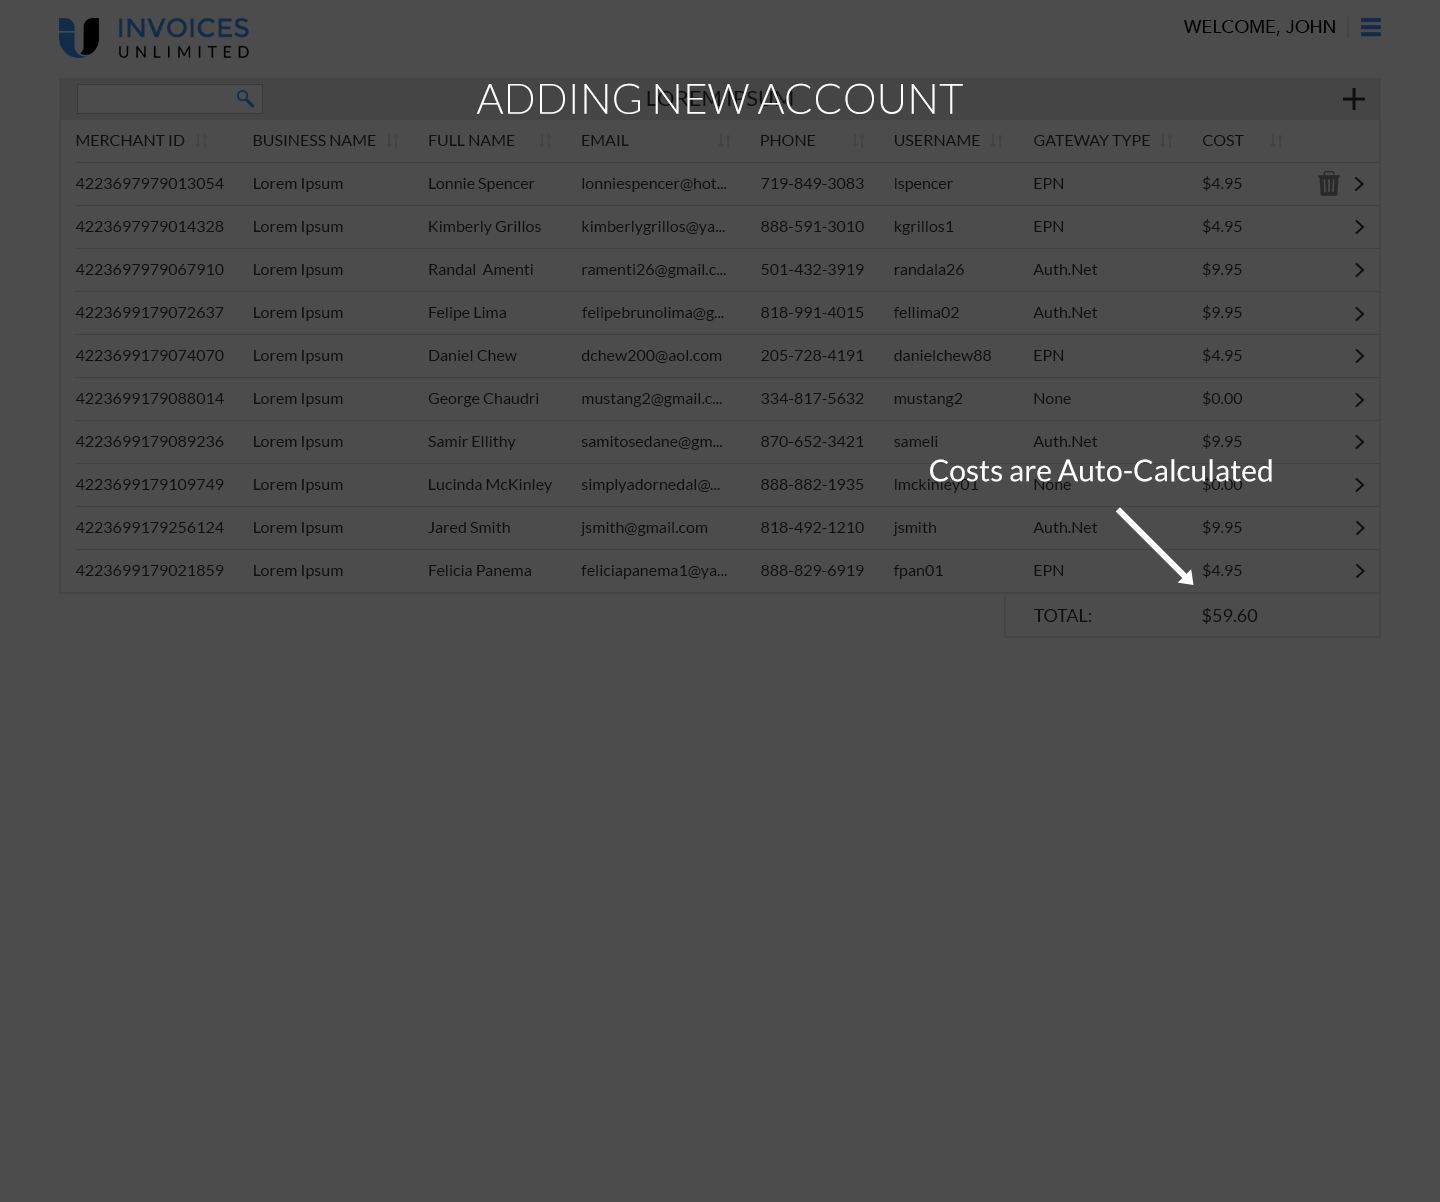 INVOICES
UNLIMITED
WELCOME, JOHN
LOREM IPSUM
ADDING NEW ACCOUNT
MERCHANT ID BUSINESS NAME FULL NAME EMAIL PHONE USERNAME GATEWAY TYPE COST
4223697979013054 Lorem Ipsum Lonnie Spencer lonniespencer@hot... 719-849-3083 lspencer EPN $4.95
4223697979014328 Lorem Ipsum Kimberly Grillos kimberlygrillos@ya... 888-591-3010 kgrillos1 EPN $4.95
4223697979067910 Lorem Ipsum Randal Amenti ramenti26@gmail.c... 501-432-3919 randala26 Auth.Net $9.95
4223699179072637 Lorem Ipsum Felipe Lima felipebrunolima@g... 818-991-4015 fellima02 Auth.Net $9.95
4223699179074070 Lorem Ipsum Daniel Chew dchew200@aol.com 205-728-4191 danielchew88 EPN $4.95
4223699179088014 Lorem Ipsum George Chaudri mustang2@gmail.c... 334-817-5632 mustang2 None $0.00
4223699179089236 Lorem Ipsum Samir Ellithy samitosedane@gm... 870-652-3421 sameli Auth.Net $9.95
Costs are Auto-Calculated
4223699179109749 Lorem Ipsum Lucinda McKinley simplyadornedal@... 888-882-1935 lmckinley01 None $0.00
4223699179256124 Lorem Ipsum Jared Smith jsmith@gmail.com 818-492-1210 jsmith Auth.Net $9.95
4223699179021859 Lorem Ipsum Felicia Panema feliciapanema1@ya... 888-829-6919 fpan01 EPN $4.95
TOTAL: $59.60